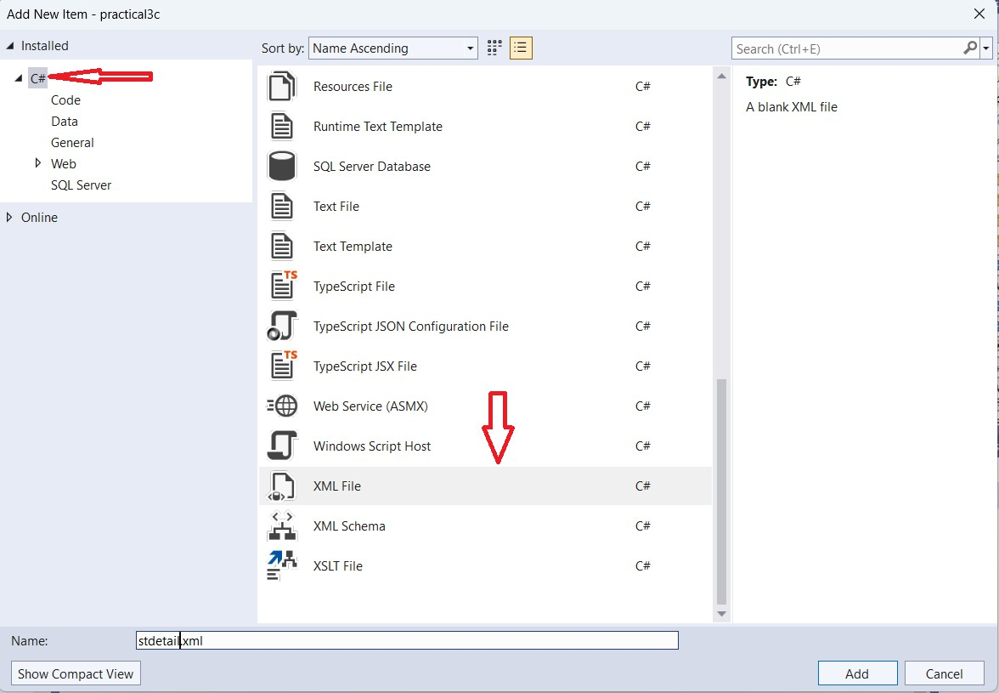 Add New Item - practical3c
Installed
Sort by: Name Ascending
Search (Ctrl+E)
C#
Code
Data
General
Web
SQL Server
Online
Resources File C#
Runtime Text Template C#
SQL Server Database C#
Text File C#
Text Template C#
TS
TypeScript File C#
TypeScript JSON Configuration File C#
TS
TypeScript JSX File C#
Web Service (ASMX) C#
Windows Script Host C#
XML File C#
XML Schema C#
XSLT File C#
Type: C#
A blank XML file
Name: stdetail.xml
Show Compact View
Add
Cancel